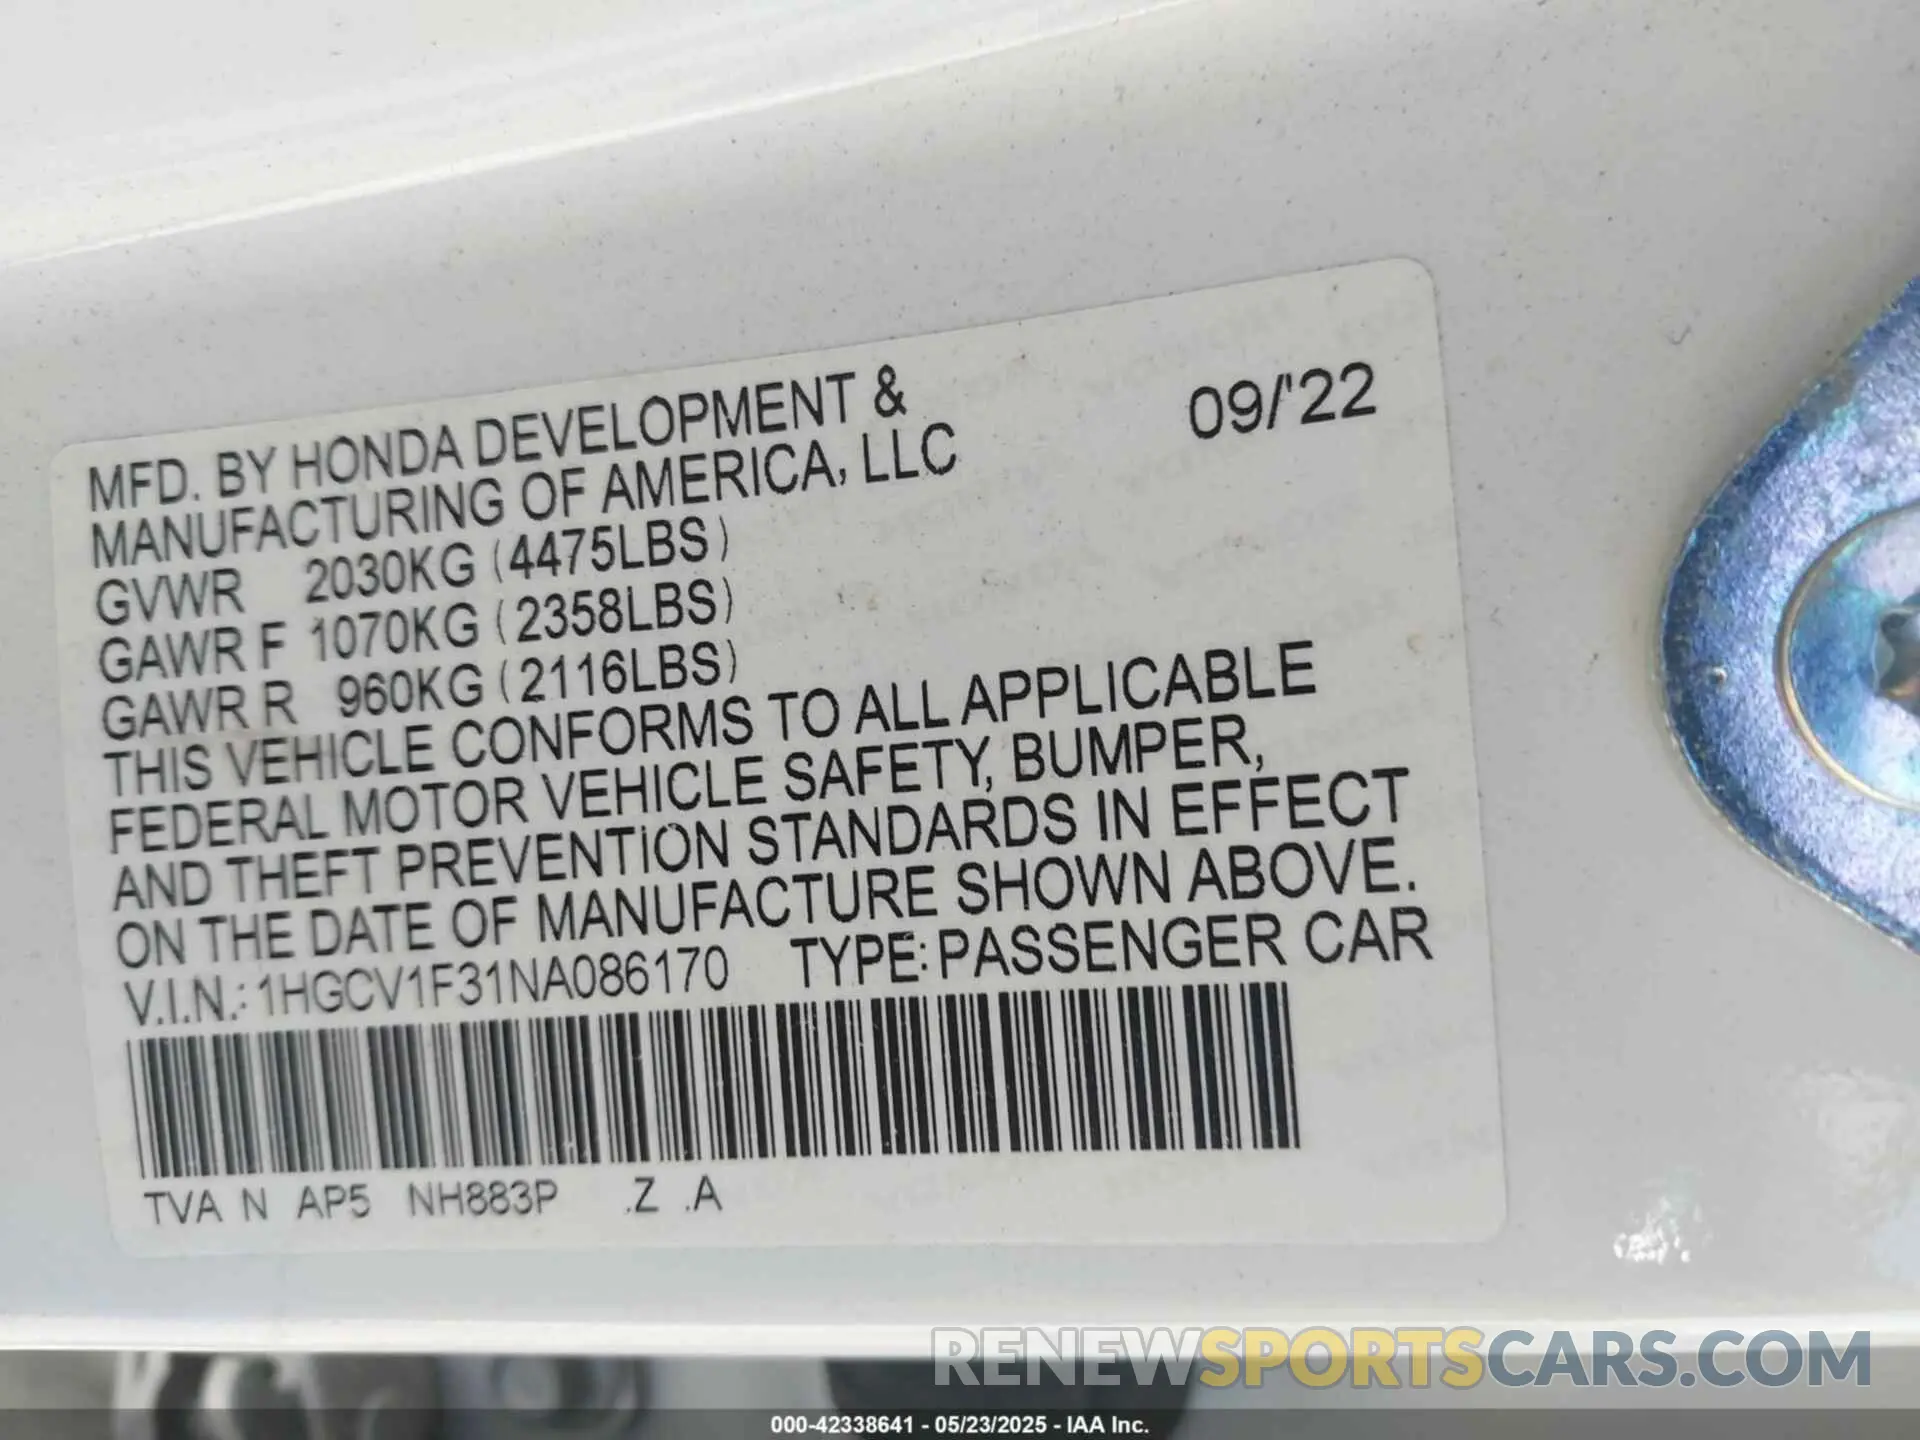 MFD. BY HONDA DEVELOPMENT & 09/'22
MANUFACTURING OF AMERICA, LLC
GVWR 2030KG (4475LBS)
GAWR F 1070KG (2358LBS)
GAWR R 960KG (2116LBS)
THIS VEHICLE CONFORMS TO ALL APPLICABLE
FEDERAL MOTOR VEHICLE SAFETY, BUMPER,
AND THEFT PREVENTION STANDARDS IN EFFECT
ON THE DATE OF MANUFACTURE SHOWN ABOVE.
V.I.N.: 1HGCV1F31NA086170 TYPE: PASSENGER CAR
TVA N AP5 NH883P .Z .A
RENEWSPORTSCARS.COM
000-42338641 - 05/23/2025 - IAA Inc.